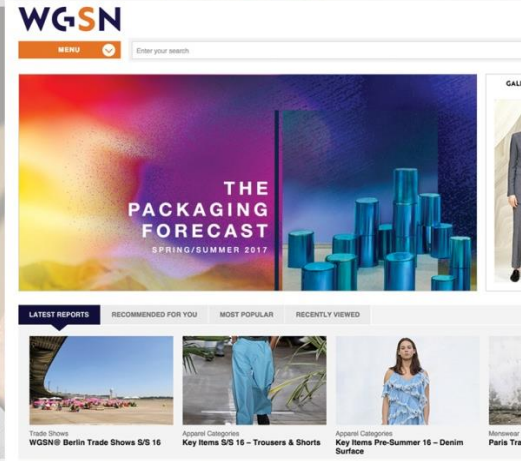 WGSN
MENU
Enter your search
GALL
THE
PACKAGING
FORECAST
SPRING/SUMMER 2017
LATEST REPORTS
RECOMMENDED FOR YOU
MOST POPULAR
RECENTLY VIEWED
Trade Shows
WGSN@ Berlin Trade Shows S/S 16
Apparel Categories
Key Items S/S 16 – Trousers & Shorts
Apparel Categories
Key Items Pre-Summer 16 – Denim
Surface
Menswear
Paris Tra